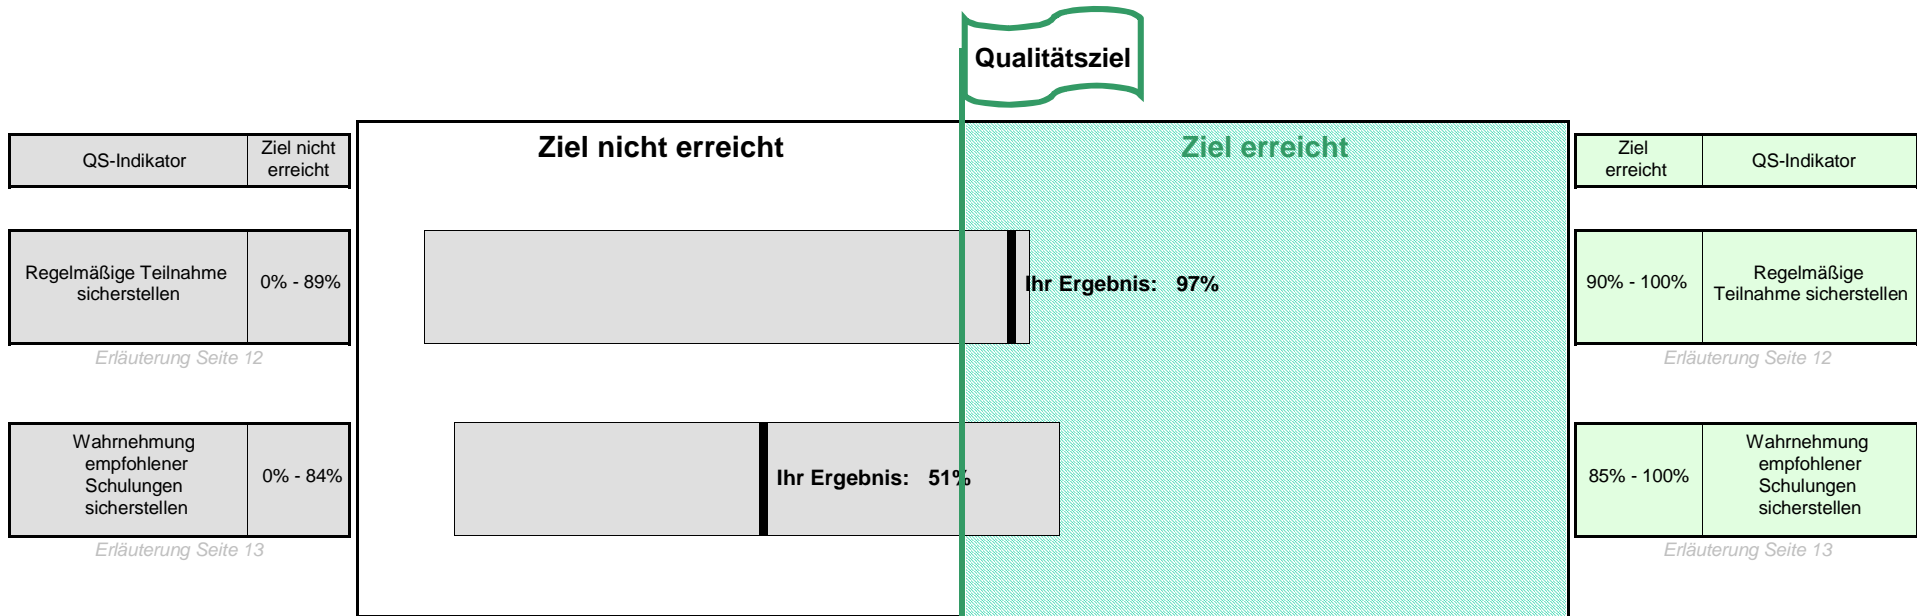 Qualitätsziel
Ziel nicht erreicht
Ziel erreicht
QS-Indikator
Ziel nicht
erreicht
Ziel
erreicht
QS-Indikator
Regelmäßige Teilnahme
sicherstellen
0% - 89%
Ihr Ergebnis: 97%
90% - 100%
Regelmäßige
Teilnahme sicherstellen
Erläuterung Seite 12
Erläuterung Seite 12
Wahrnehmung
empfohlener
Schulungen
sicherstellen
0% - 84%
Ihr Ergebnis: 51%
85% - 100%
Wahrnehmung
empfohlener
Schulungen
sicherstellen
Erläuterung Seite 13
Erläuterung Seite 13